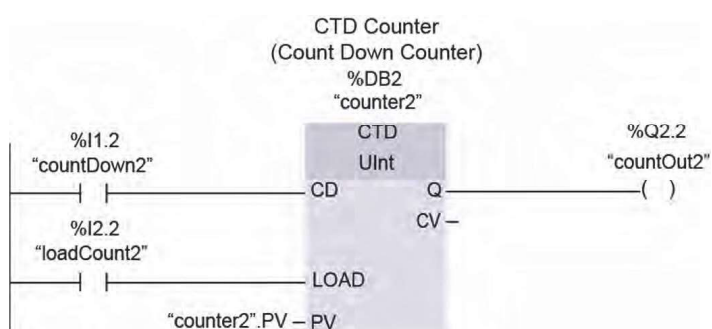 CTD Counter
(Count Down Counter)
%DB2
“counter2”
CTD
UInt
%I1.2
“countDown2”
CD
Q
%Q2.2
“countOut2”
( )
CV
%I2.2
“loadCount2”
LOAD
“counter2”.PV
PV